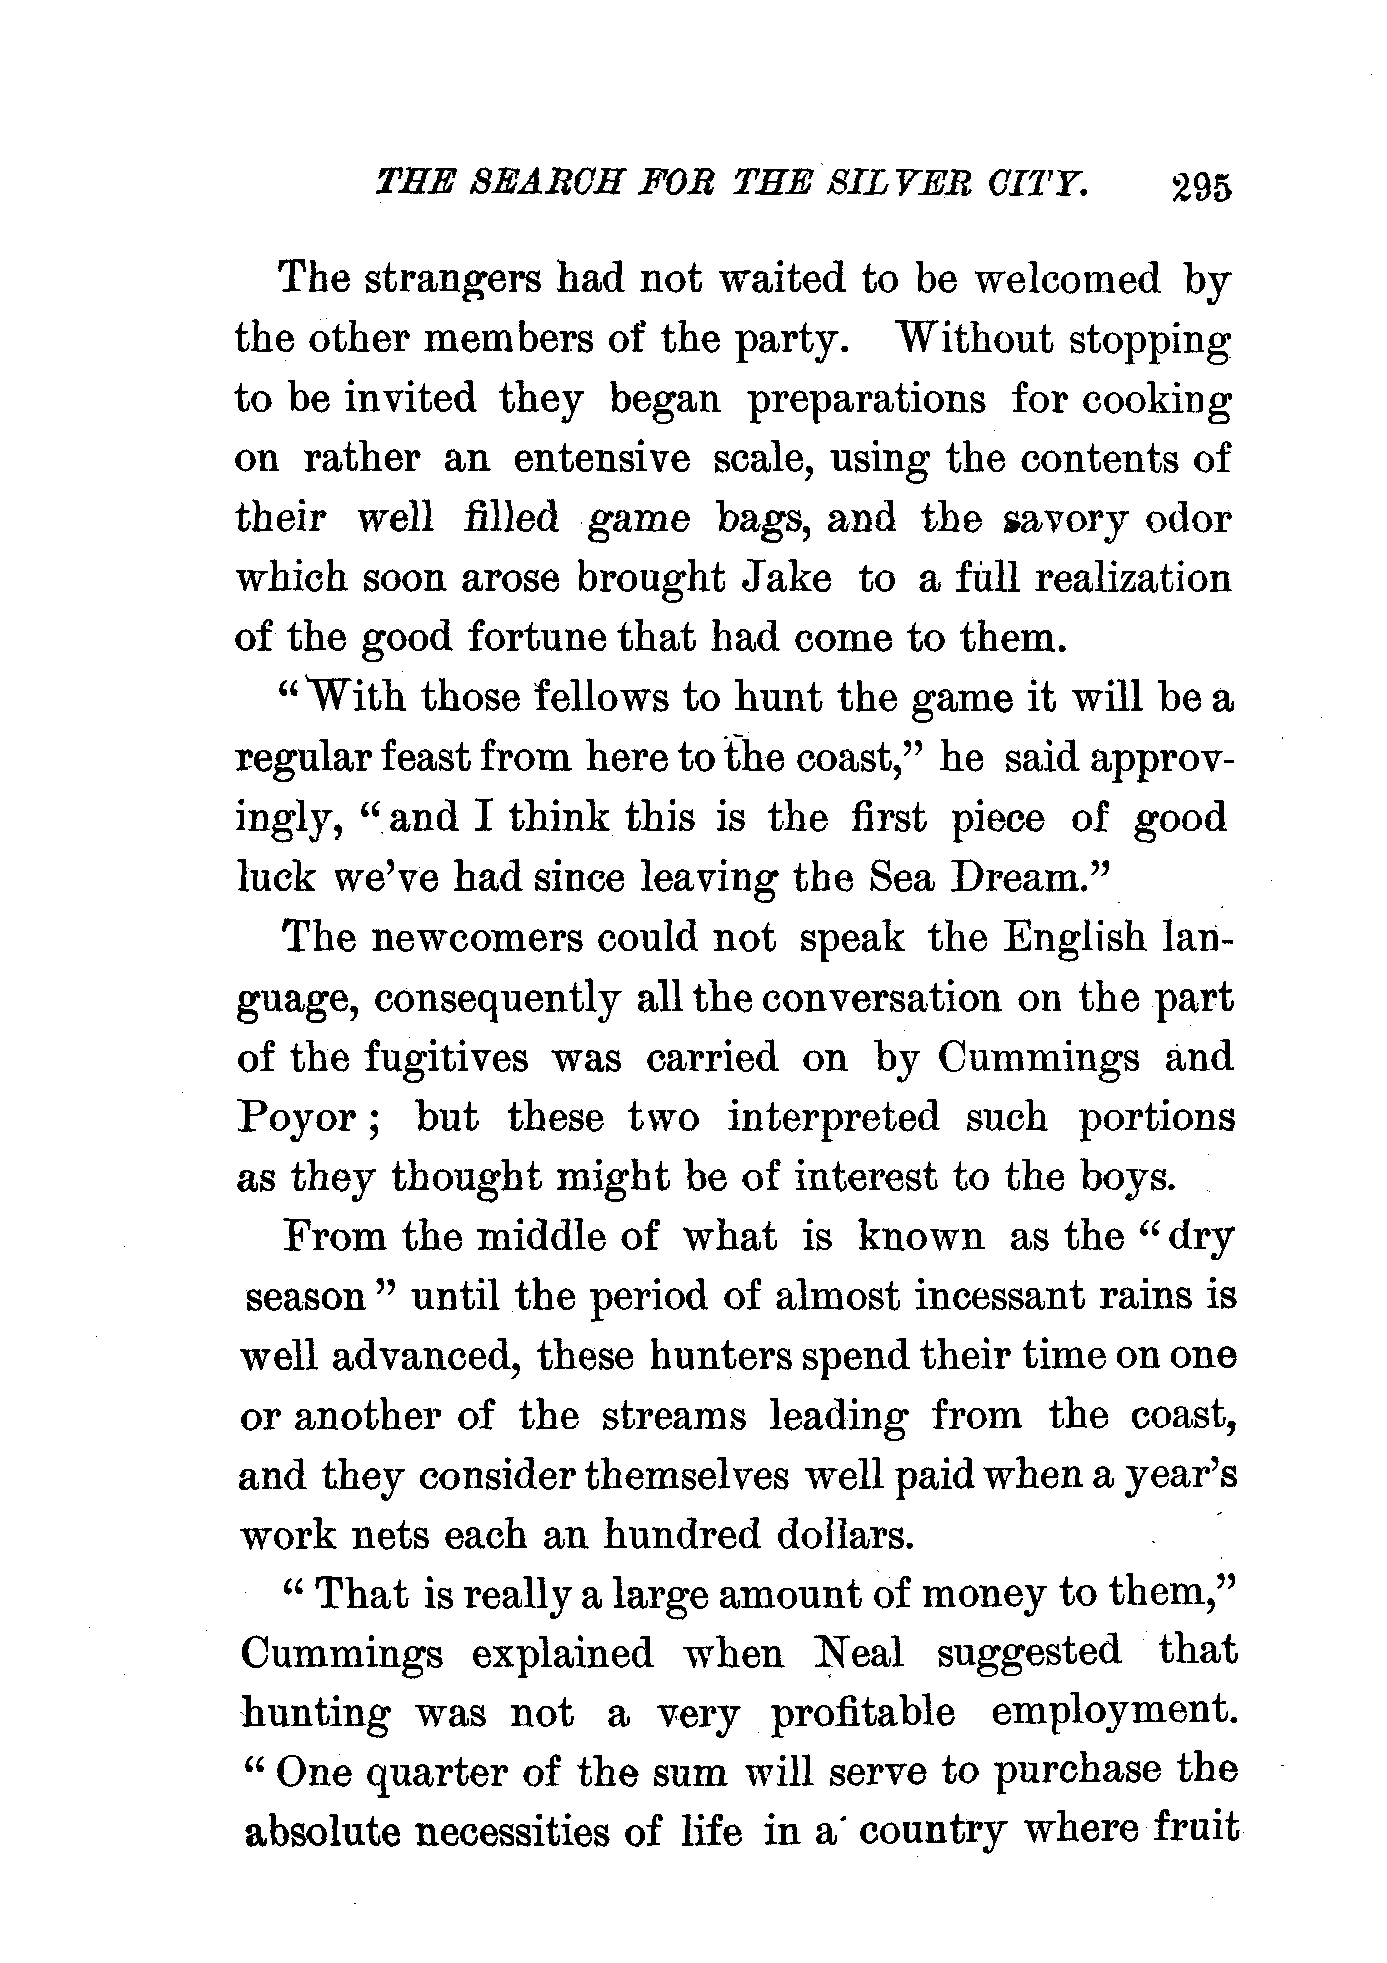 THE SEARCH FOR THE SILVER CITY. 295
The strangers had not waited to be welcomed by
the other members of the party. Without stopping
to be invited they began preparations for cooking
on rather an entensive scale, using the contents of
their well filled game bags, and the savory odor
which soon arose brought Jake to a full realization
of the good fortune that had come to them.
"With those fellows to hunt the game it will be a
regular feast from here to the coast," he said approv-
ingly, "and I think this is the first piece of good
luck we've had since leaving the Sea Dream."
The newcomers could not speak the English lan-
guage, consequently all the conversation on the part
of the fugitives was carried on by Cummings and
Poyor; but these two interpreted such portions
as they thought might be of interest to the boys.
From the middle of what is known as the "dry
season" until the period of almost incessant rains is
well advanced, these hunters spend their time on one
or another of the streams leading from the coast,
and they consider themselves well paid when a year's
work nets each an hundred dollars.
"That is really a large amount of money to them,"
Cummings explained when Neal suggested that
hunting was not a very profitable employment.
"One quarter of the sum will serve to purchase the
absolute necessities of life in a country where fruit